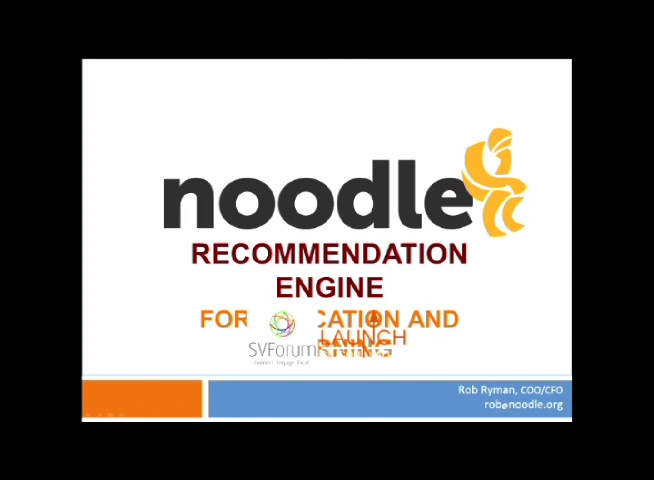 noodle
RECOMMENDATION
ENGINE
FOR CATION AND
SVForum LAUNCH
Rob Ryman, COO/CFO
rob@noodle.org